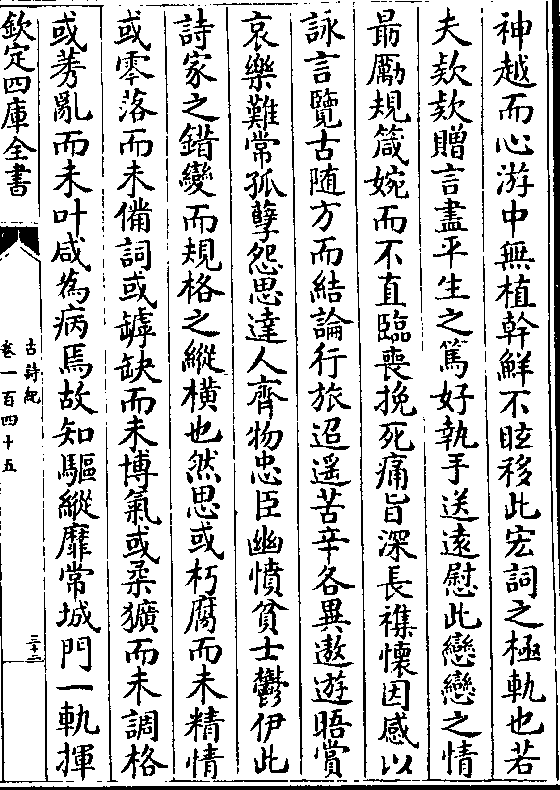 神越而心游中無植幹鮮不眩移此宏詞之極軌也若
夫欵欵贈言盡平生之篤好執手送遠慰此戀戀之情
朂勵規箴婉而不直臨喪挽死痛旨深長襍懐因感以
詠言覽古随方而結論行旅迢遥苦辛各異遨遊晤賞
哀樂難常孤孽怨思達人齊物忠臣幽憤貧士鬱伊此
詩家之錯變而規格之縱橫也然思或朽腐而未精情
或零落而未備詞或罅缺而未博氣或柔獷而未調格
或莠亂而未叶咸為病焉故知驅縱靡常城門一軌揮
欽定四庫全書
古詩紀
卷一百四十五
三十二